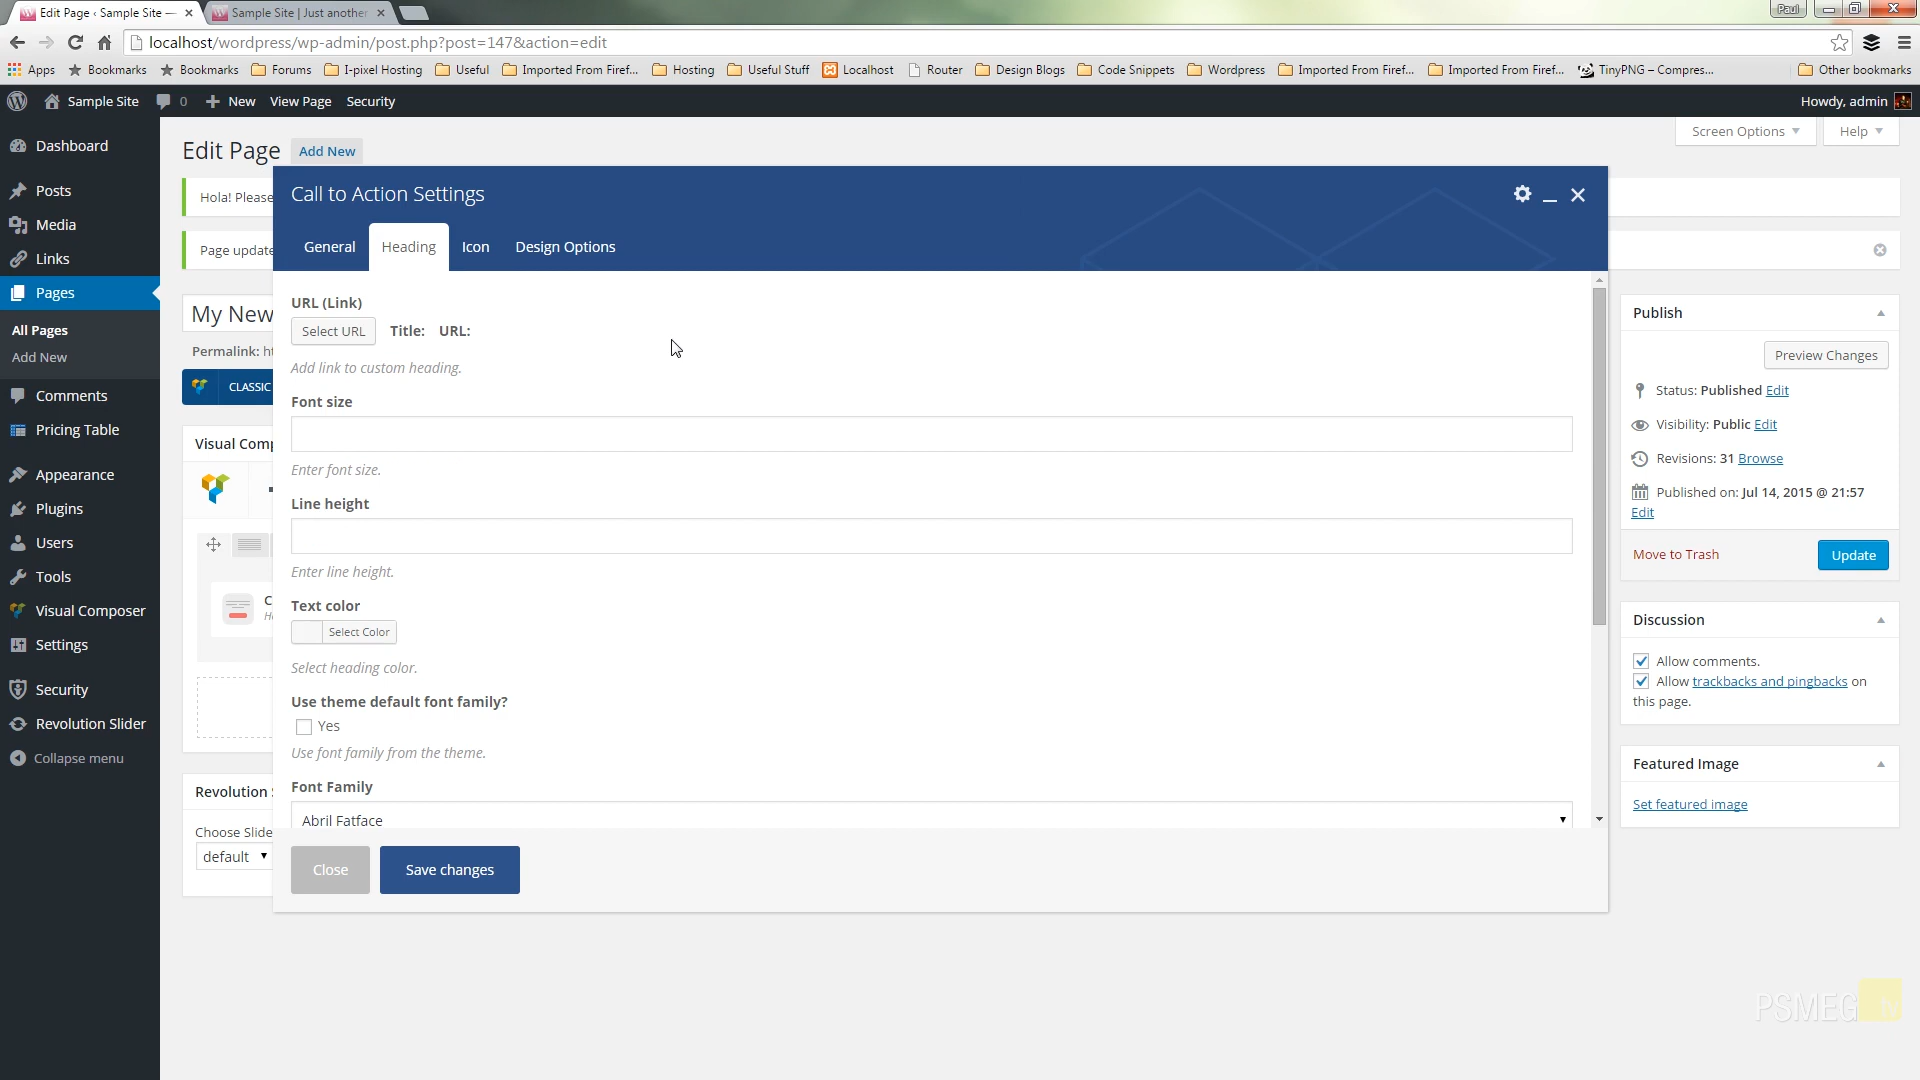 Edit Page ‹ Sample Site —
Sample Site | Just another
Paul
localhost/wordpress/wp-admin/post.php?post=147&action=edit
Apps
Bookmarks
Bookmarks
Forums
I-pixel Hosting
Useful
Imported From Firef...
Hosting
Useful Stuff
Localhost
Router
Design Blogs
Code Snippets
Wordpress
Imported From Firef...
Imported From Firef...
TinyPNG – Compres...
Other bookmarks
Sample Site
0
New
View Page
Security
Howdy, admin
Dashboard
Posts
Media
Links
Pages
All Pages
Add New
Comments
Pricing Table
Appearance
Plugins
Users
Tools
Visual Composer
Settings
Security
Revolution Slider
Collapse menu
Screen Options
Help
Edit Page
Add New
Hola! Please
Page update
My New
Permalink:
CLASSIC
Visual Comp
Revolution
Choose Slide
default
Call to Action Settings
General
Heading
Icon
Design Options
URL (Link)
Select URL
Title:
URL:
Add link to custom heading.
Font size
Enter font size.
Line height
Enter line height.
Text color
Select Color
Select heading color.
Use theme default font family?
Yes
Use font family from the theme.
Font Family
Abril Fatface
Close
Save changes
Publish
Preview Changes
Status: Published Edit
Visibility: Public Edit
Revisions: 31 Browse
Published on: Jul 14, 2015 @ 21:57
Edit
Move to Trash
Update
Discussion
Allow comments.
Allow trackbacks and pingbacks on
this page.
Featured Image
Set featured image
PSMEG tv